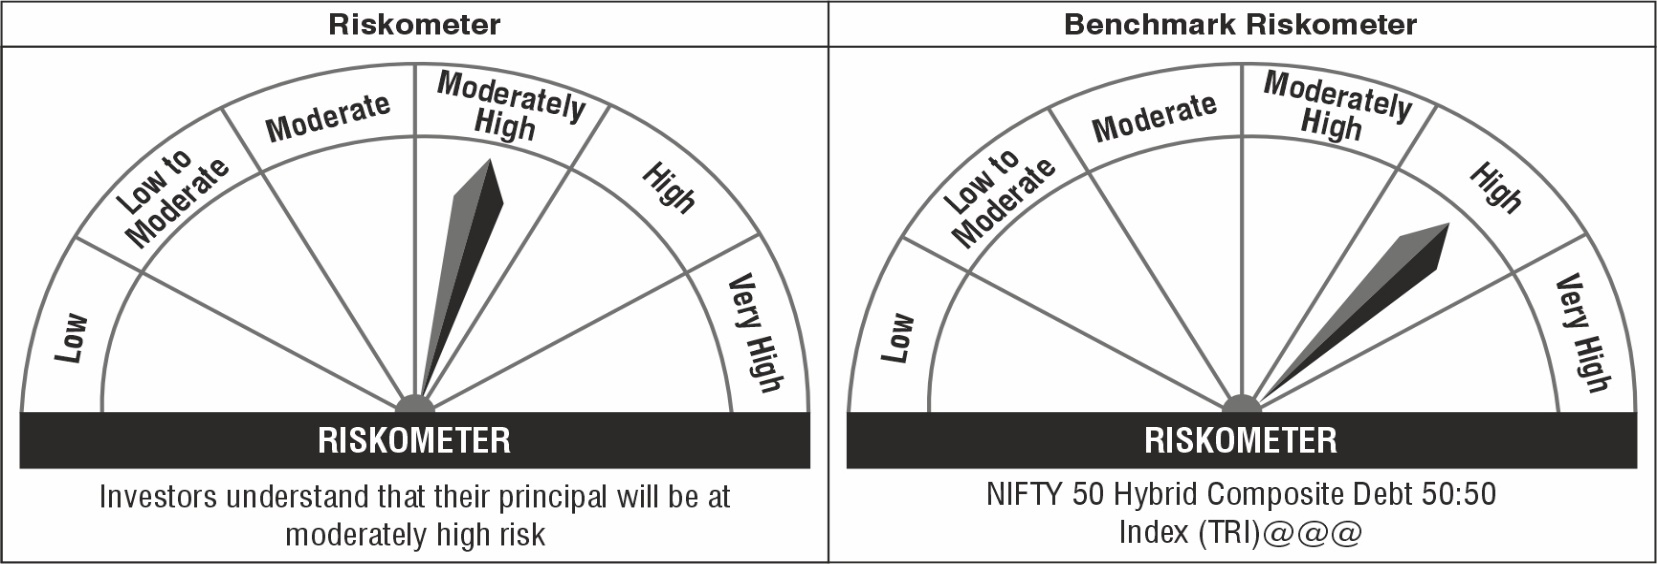 Riskometer
Low
Low to
Moderate
Moderate
Moderately
High
High
Very High
RISKOMETER
Investors understand that their principal will be at
moderately high risk
Benchmark Riskometer
Low
Low to
Moderate
Moderate
Moderately
High
High
Very High
RISKOMETER
NIFTY 50 Hybrid Composite Debt 50:50
Index (TRI)@@@